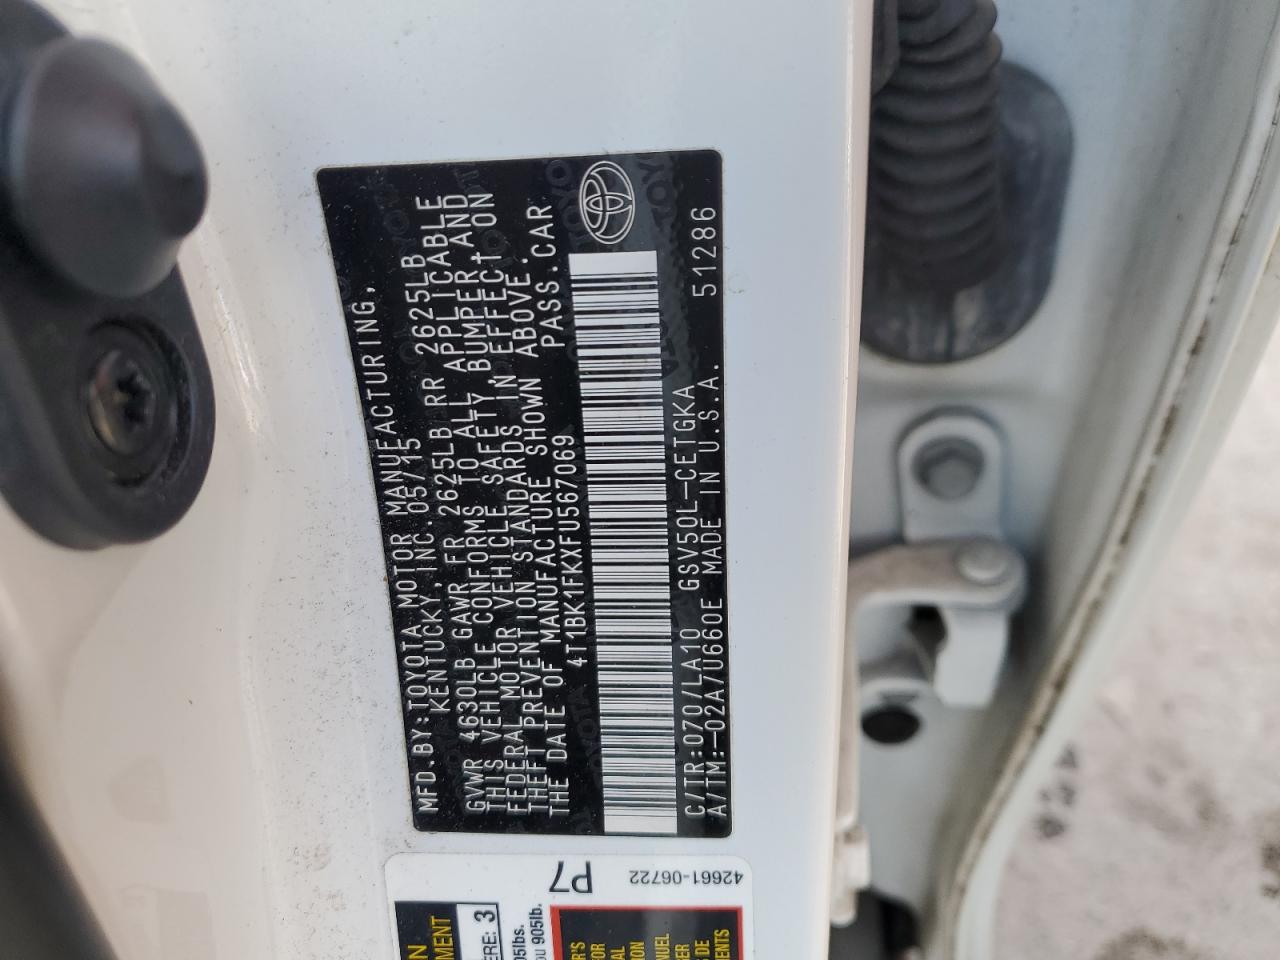 MFD.BY:TOYOTA MOTOR MANUFACTURING,
KENTUCKY, INC. 05/15
GVWR 4630LB GAWR FR 2625LB RR 2625LB
THIS VEHICLE CONFORMS TO ALL APPLICABLE
FEDERAL MOTOR VEHICLE SAFETY, BUMPER, AND
THEFT PREVENTION STANDARDS IN EFFECT ON
THE DATE OF MANUFACTURE SHOWN ABOVE.
4T1BK1FKXFU567069 PASS.CAR
C/TR:070/LA10 GSV50L-CETGKA
A/TM:-02A/U660E MADE IN U.S.A. 51286
P7
42661-06722
3
905lb.